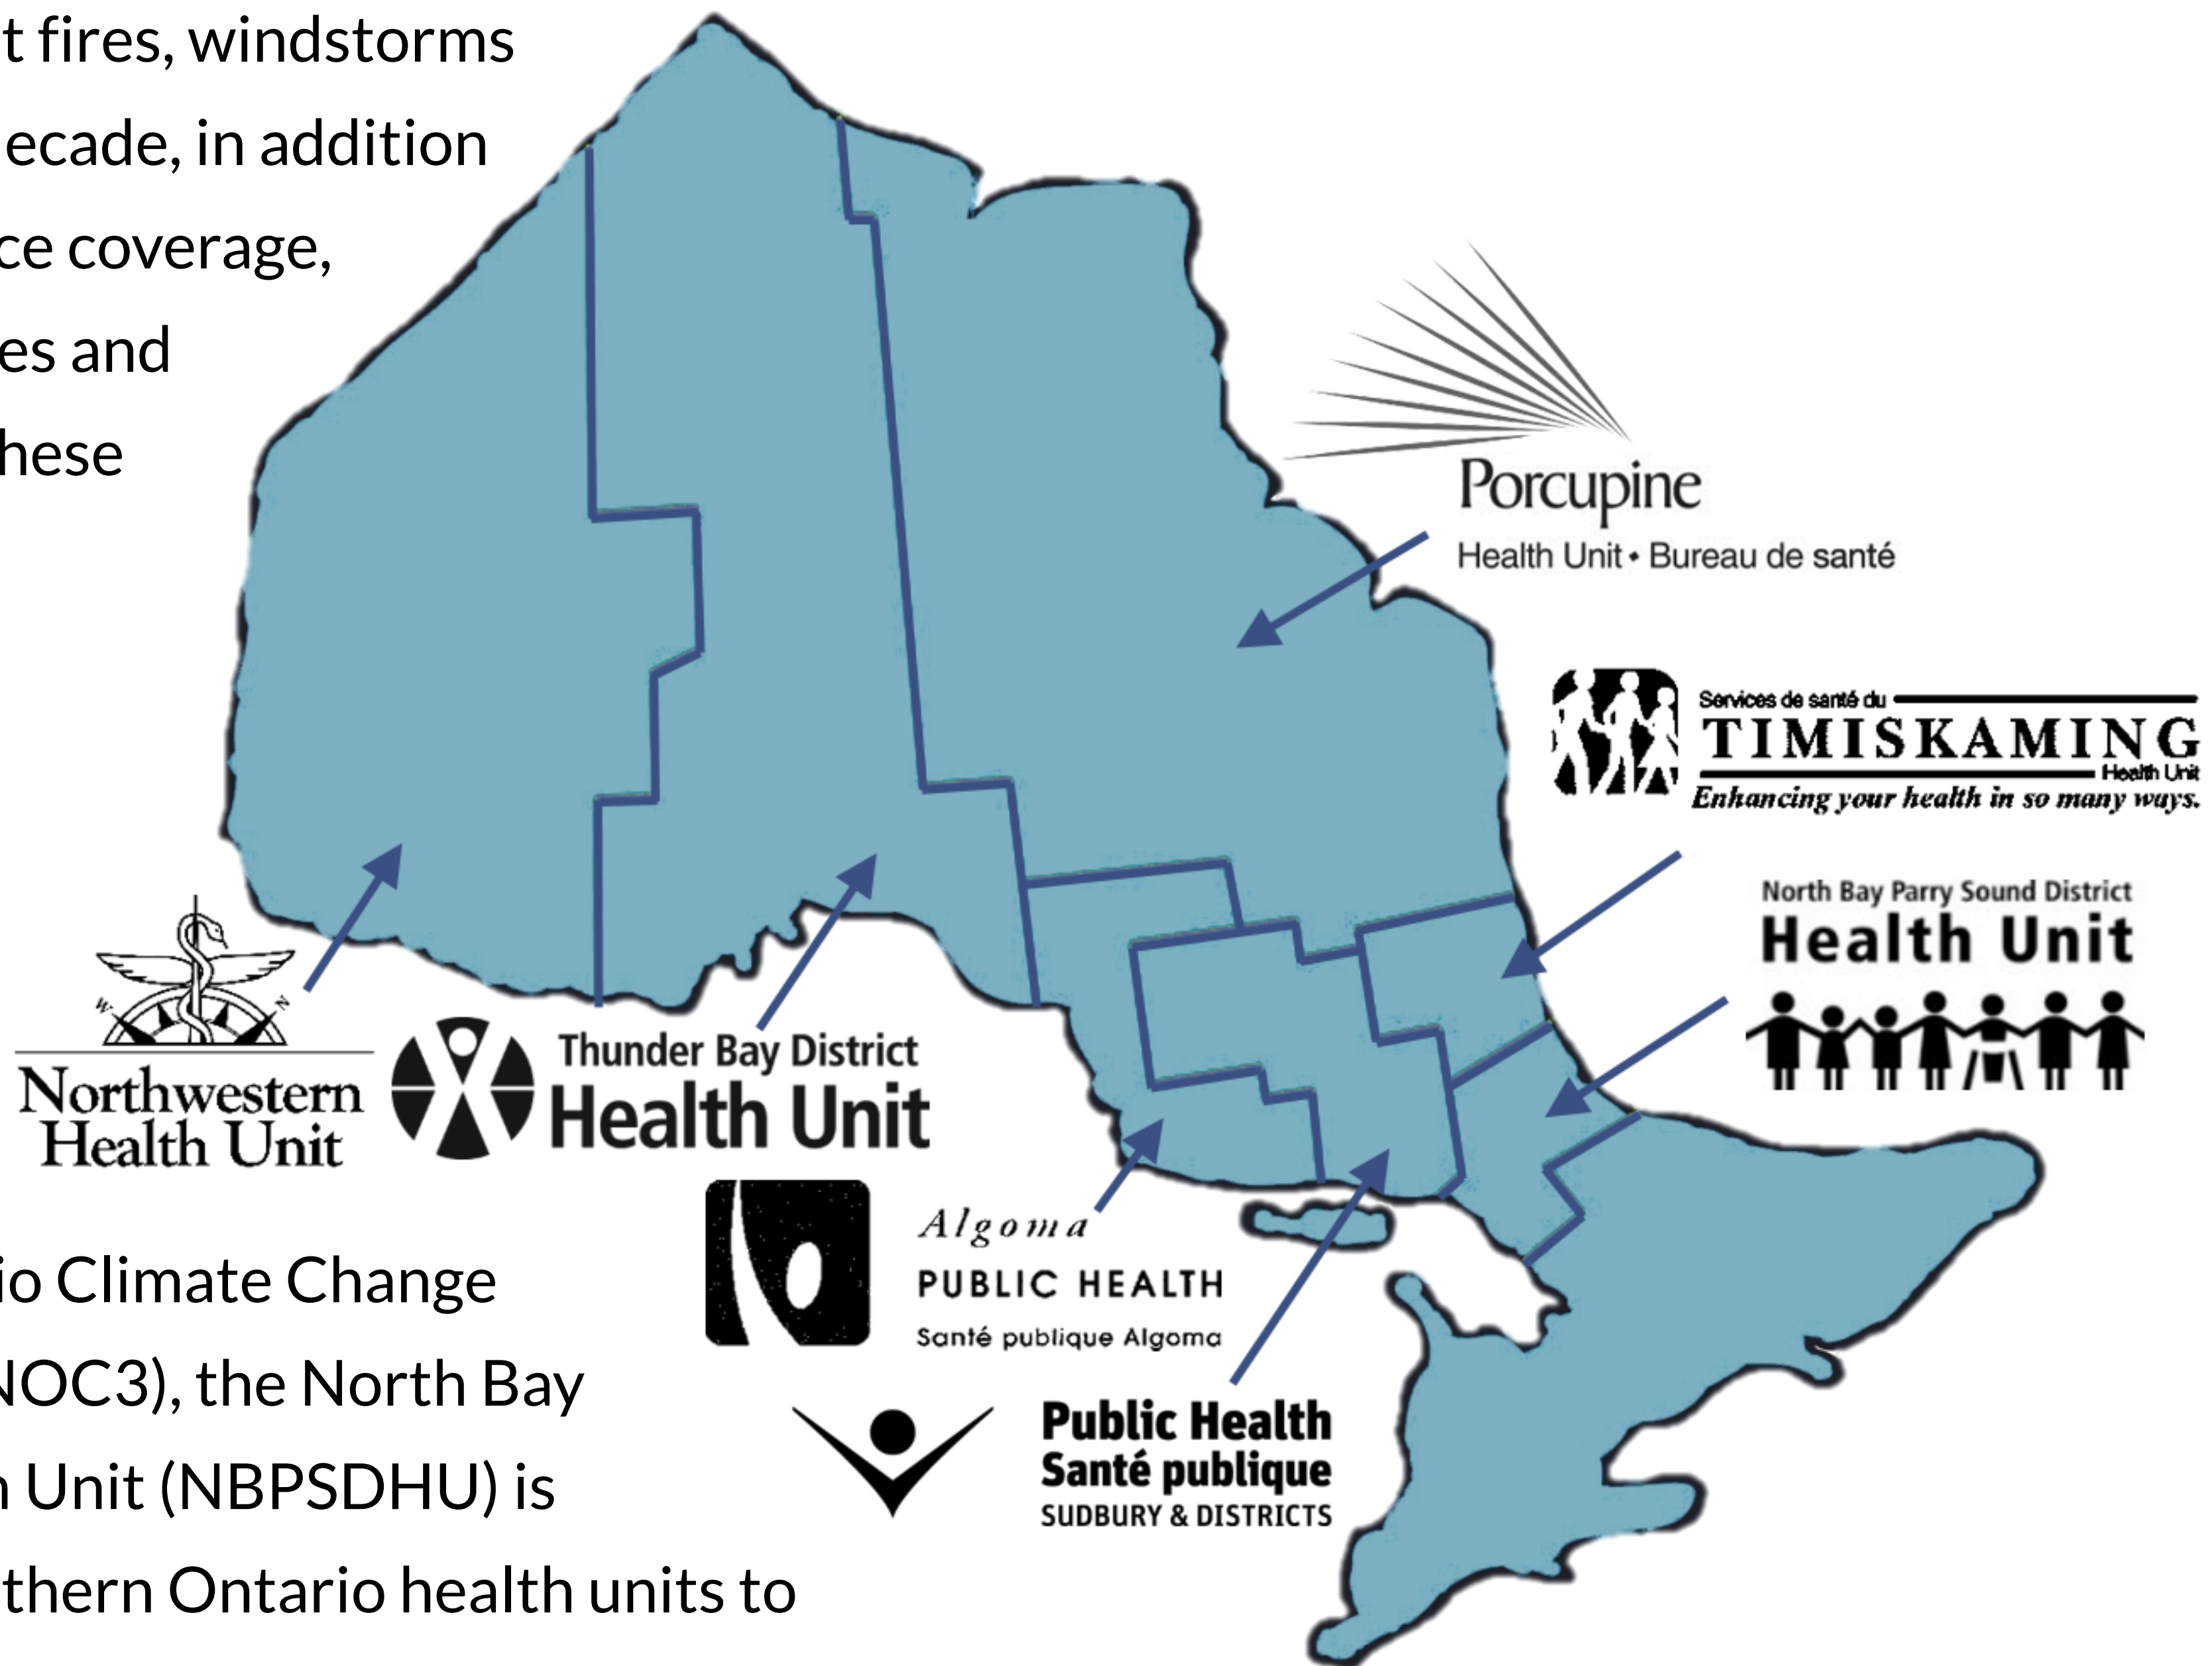 t fires, windstorms
ecade, in addition
ce coverage,
es and
hese
Porcupine
Health Unit • Bureau de santé
Services de santé du
TIMISKAMING
Health Unit
Enhancing your health in so many ways.
North Bay Parry Sound District
Health Unit
W N
Northwestern
Health Unit
Thunder Bay District
Health Unit
Algoma
PUBLIC HEALTH
Santé publique Algoma
Public Health
Santé publique
SUDBURY & DISTRICTS
io Climate Change
NOC3), the North Bay
n Unit (NBPSDHU) is
thern Ontario health units to